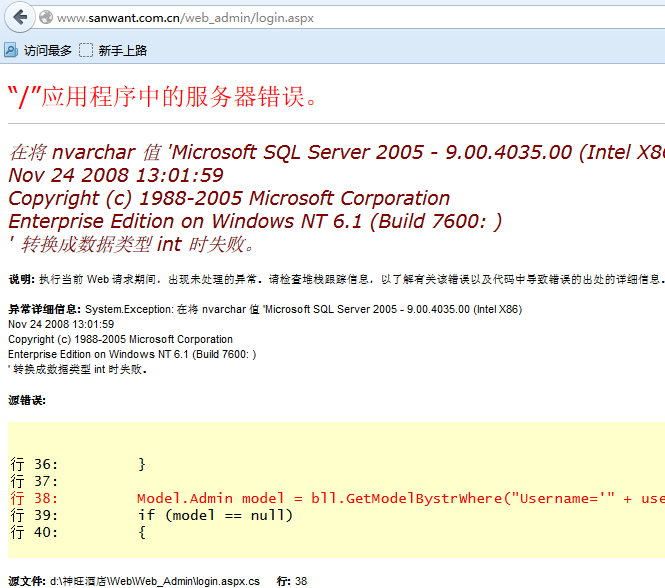 www.sanwant.com.cn/web_admin/login.aspx
访问最多 新手上路
“/”应用程序中的服务器错误。
在将 nvarchar 值 'Microsoft SQL Server 2005 - 9.00.4035.00 (Intel X86
Nov 24 2008 13:01:59
Copyright (c) 1988-2005 Microsoft Corporation
Enterprise Edition on Windows NT 6.1 (Build 7600: )
' 转换成数据类型 int 时失败。
说明: 执行当前 Web 请求期间，出现未处理的异常。请检查堆栈跟踪信息，以了解有关该错误以及代码中导致错误的出处的详细信息。
异常详细信息: System.Exception: 在将 nvarchar 值 'Microsoft SQL Server 2005 - 9.00.4035.00 (Intel X86)
Nov 24 2008 13:01:59
Copyright (c) 1988-2005 Microsoft Corporation
Enterprise Edition on Windows NT 6.1 (Build 7600: )
' 转换成数据类型 int 时失败。
源错误:
行 36: }
行 37:
行 38: Model.Admin model = bll.GetModelBystrWhere("Username='" + use
行 39: if (model == null)
行 40: {
源文件: d:\神旺酒店\Web\Web_Admin\login.aspx.cs 行: 38